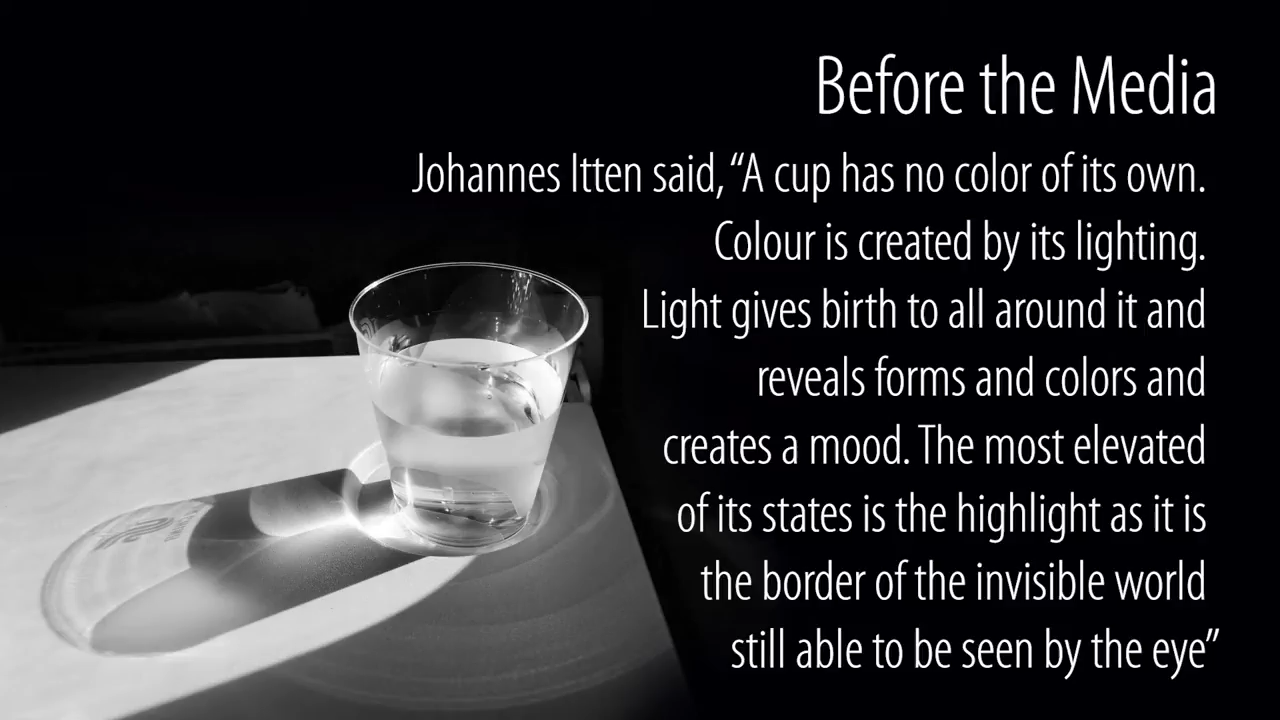 Before the Media
Johannes Itten said, “A cup has no color of its own.
Colour is created by its lighting.
Light gives birth to all around it and
reveals forms and colors and
creates a mood. The most elevated
of its states is the highlight as it is
the border of the invisible world
still able to be seen by the eye”